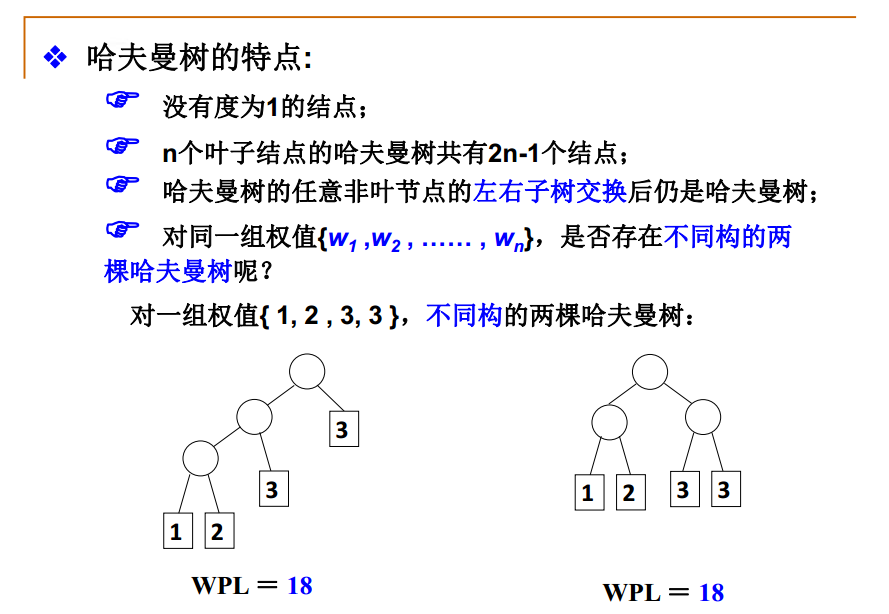 ❖ 哈夫曼树的特点:
☞ 没有度为1的结点；
☞ n个叶子结点的哈夫曼树共有2n-1个结点；
☞ 哈夫曼树的任意非叶节点的左右子树交换后仍是哈夫曼树；
☞ 对同一组权值{w1 ,w2 , …… , wn}，是否存在不同构的两
棵哈夫曼树呢？
对一组权值{ 1, 2 , 3, 3 }，不同构的两棵哈夫曼树：
3
3
1 2
1 2 3 3
WPL＝18
WPL＝18